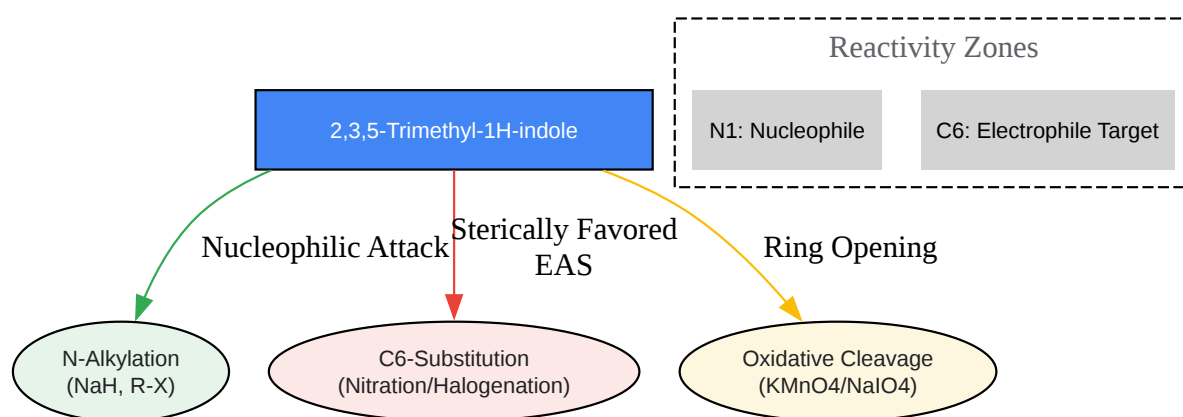 Reactivity Zones
2,3,5-Trimethyl-1H-indole
N1: Nucleophile
C6: Electrophile Target
Nucleophilic Attack
Sterically Favored
EAS
Ring Opening
N-Alkylation
(NaH, R-X)
C6-Substitution
(Nitration/Halogenation)
Oxidative Cleavage
(KMnO4/NaIO4)